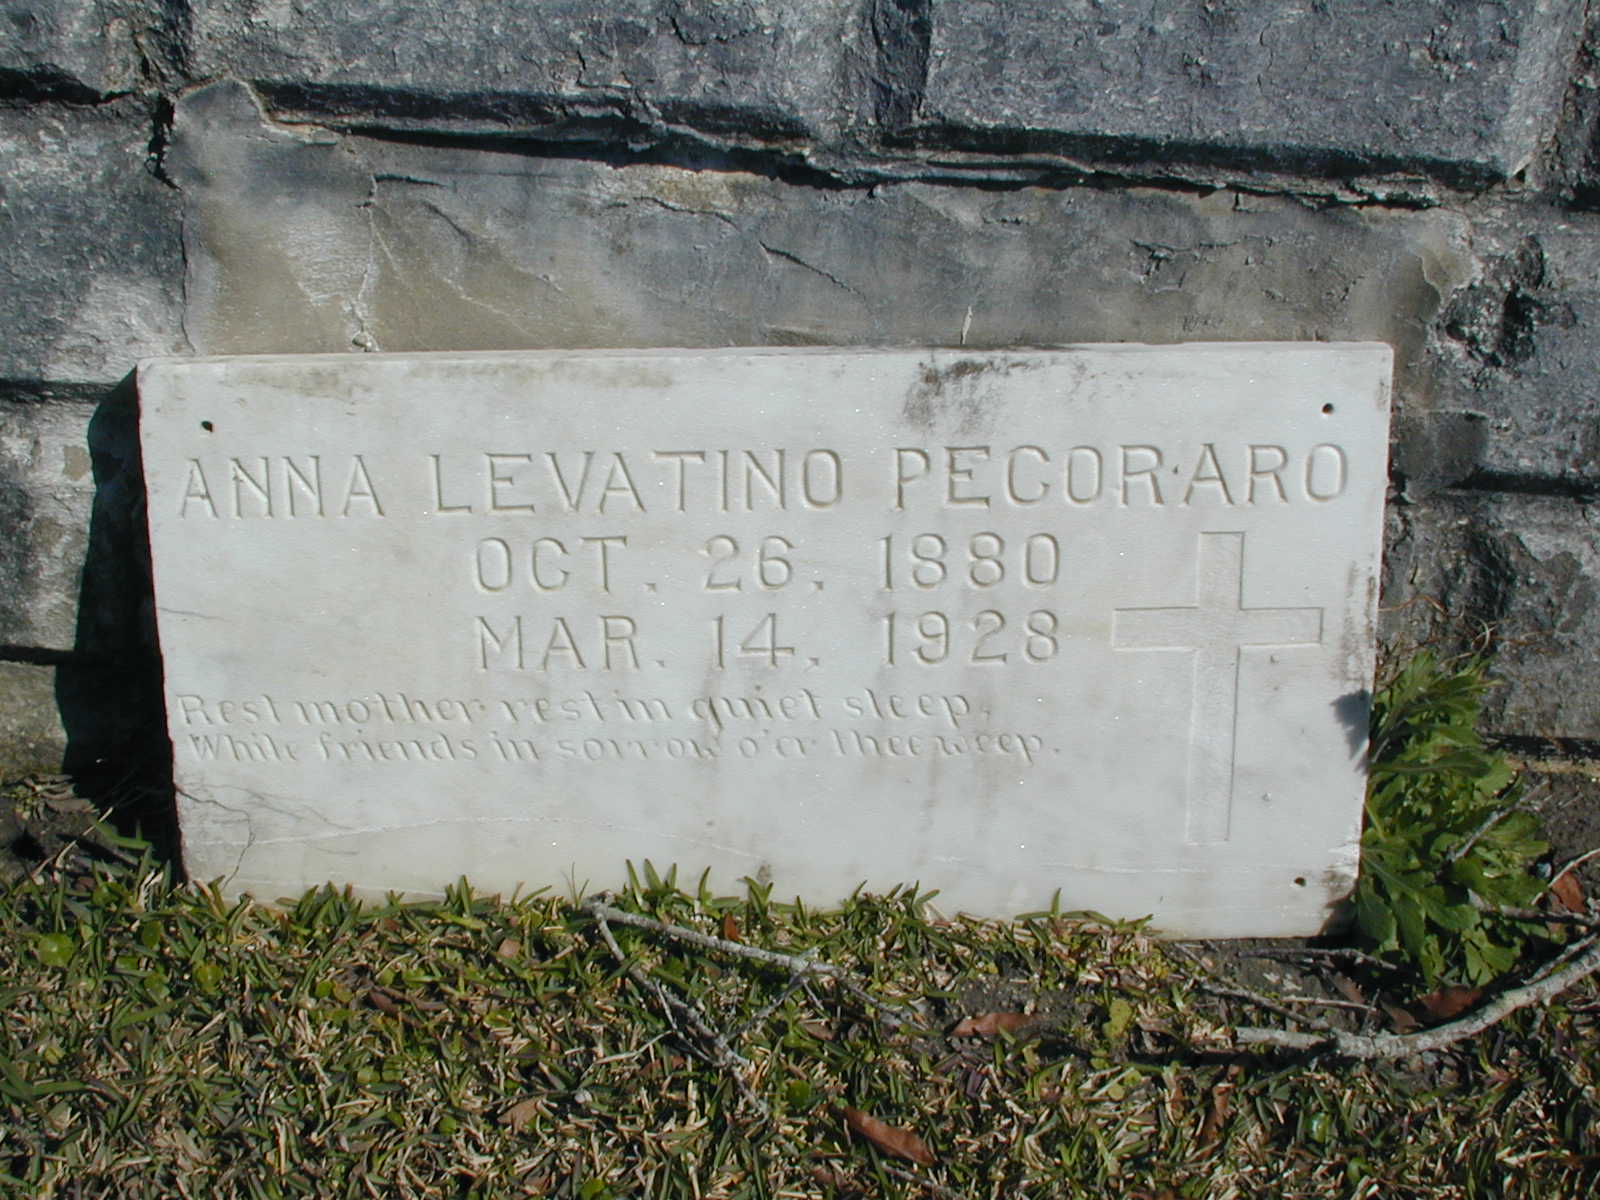 ANNA LEVATINO PECORARO
OCT. 26, 1880
MAR. 14, 1928
Rest mother rest in quiet sleep,
While friends in sorrow o'er thee weep.